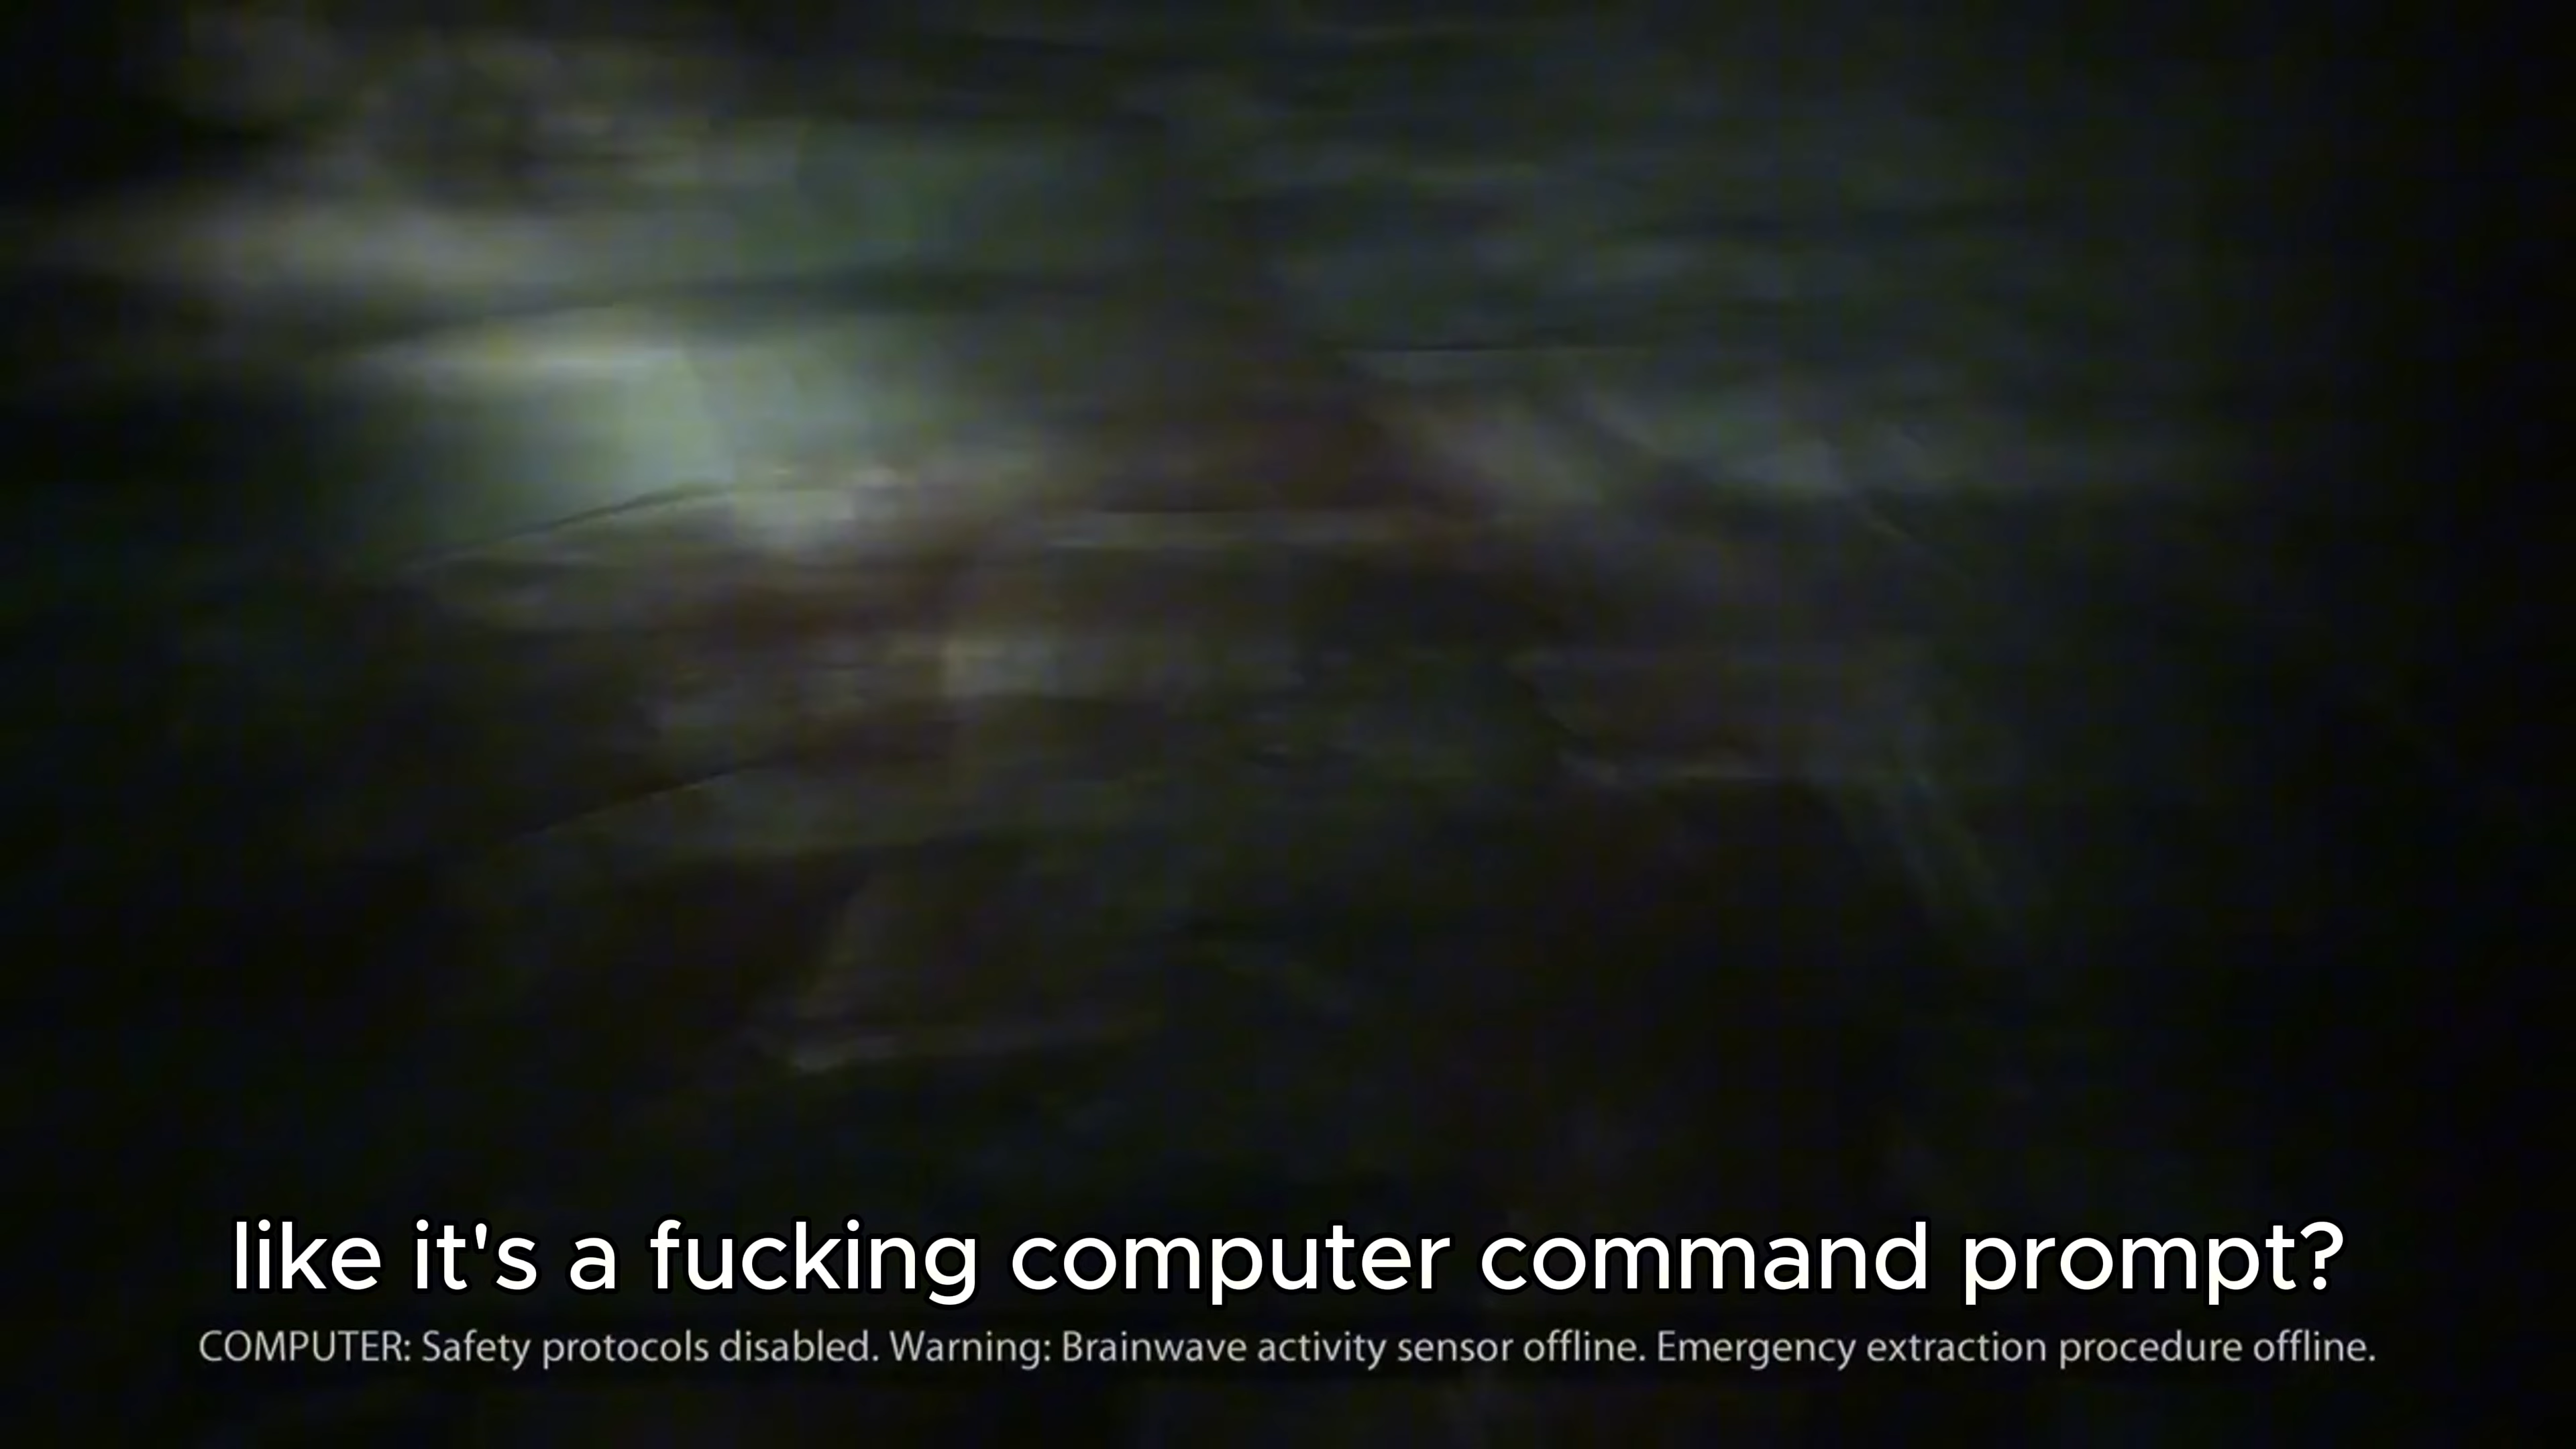 like it's a fucking computer command prompt?
COMPUTER: Safety protocols disabled. Warning: Brainwave activity sensor offline. Emergency extraction procedure offline.